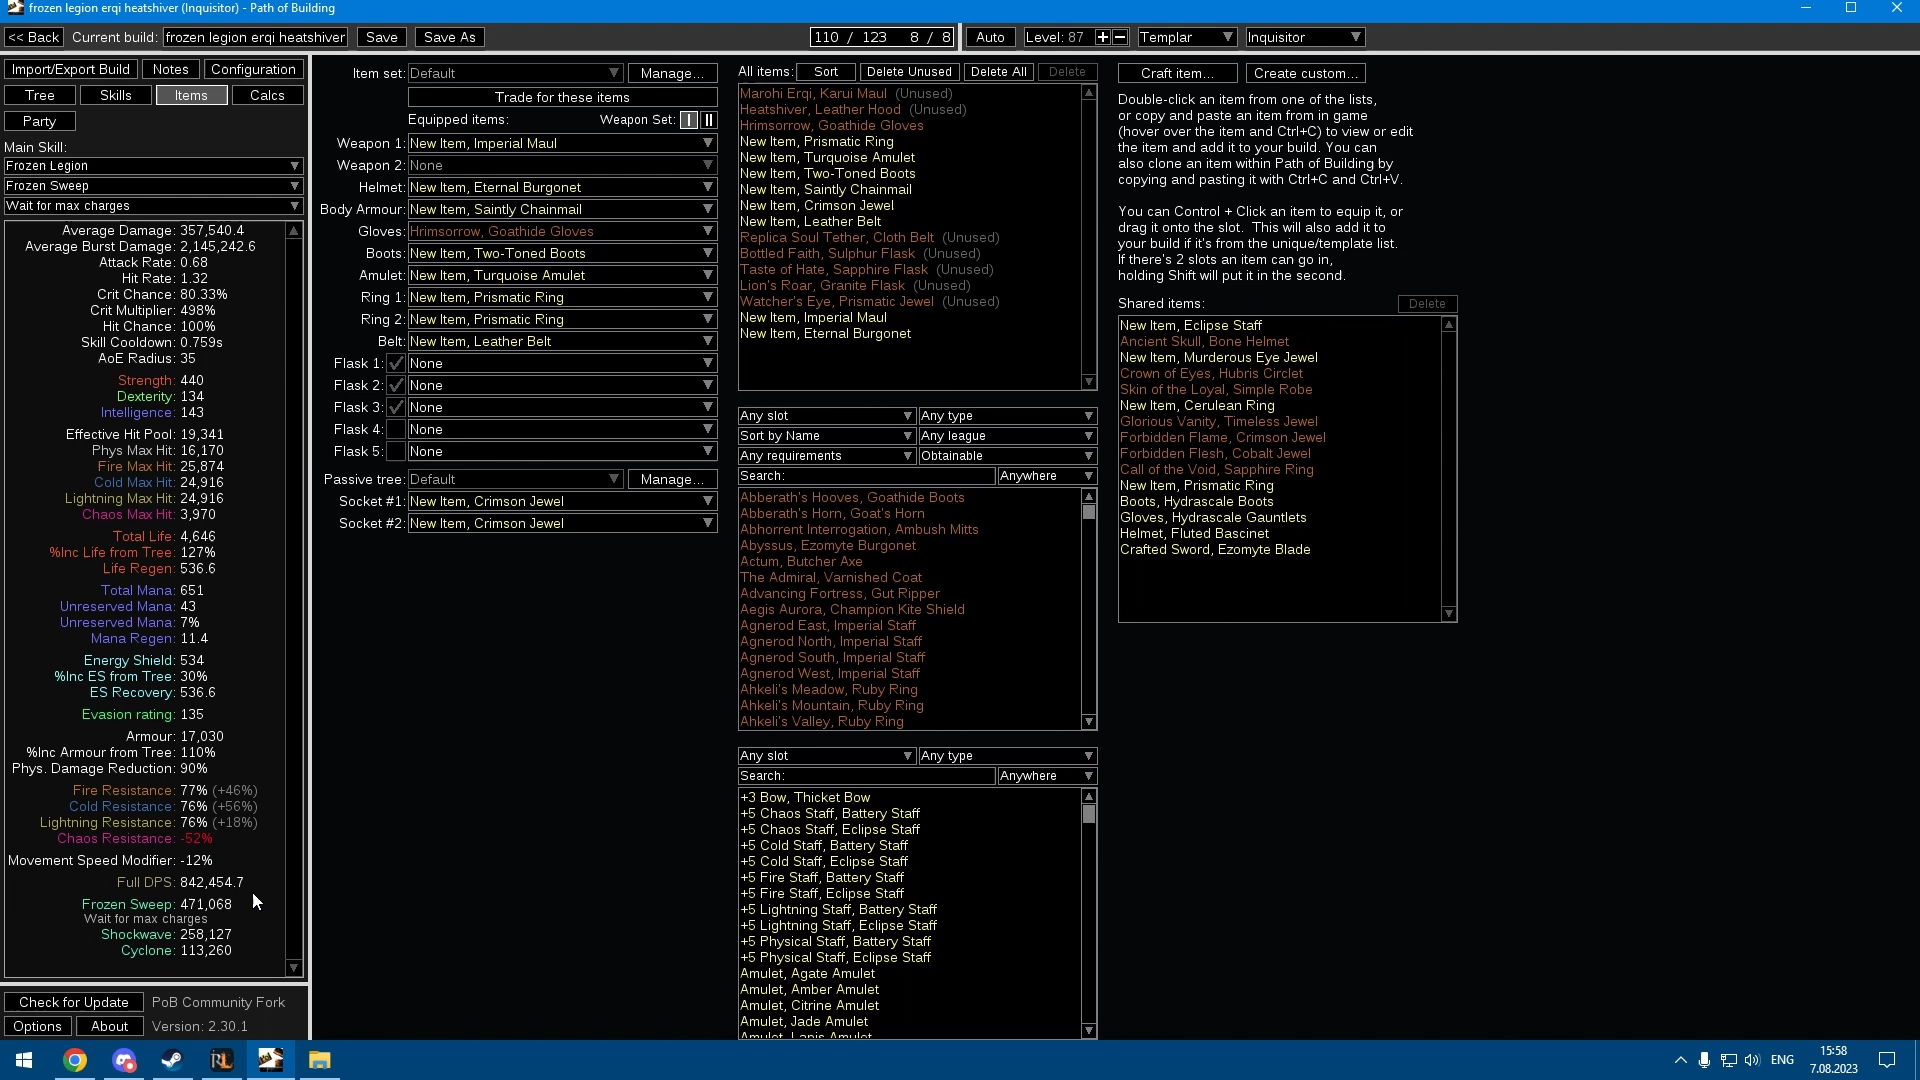 frozen legion erqi heatshiver (Inquisitor) - Path of Building
<< Back
Current build: frozen legion erqi heatshiver
Save
Save As
110 / 123 8 / 8
Auto
Level: 87
Templar
Inquisitor
Import/Export Build
Notes
Configuration
Tree
Skills
Items
Calcs
Party
Main Skill:
Frozen Legion
Frozen Sweep
Wait for max charges
Average Damage: 357,540.4
Average Burst Damage: 2,145,242.6
Attack Rate: 0.68
Hit Rate: 1.32
Crit Chance: 80.33%
Crit Multiplier: 498%
Hit Chance: 100%
Skill Cooldown: 0.759s
AoE Radius: 35
Strength: 440
Dexterity: 134
Intelligence: 143
Effective Hit Pool: 19,341
Phys Max Hit: 16,170
Fire Max Hit: 25,874
Cold Max Hit: 24,916
Lightning Max Hit: 24,916
Chaos Max Hit: 3,970
Total Life: 4,646
%Inc Life from Tree: 127%
Life Regen: 536.6
Total Mana: 651
Unreserved Mana: 43
Unreserved Mana: 7%
Mana Regen: 11.4
Energy Shield: 534
%Inc ES from Tree: 30%
ES Recovery: 536.6
Evasion rating: 135
Armour: 17,030
%Inc Armour from Tree: 110%
Phys. Damage Reduction: 90%
Fire Resistance: 77% (+46%)
Cold Resistance: 76% (+56%)
Lightning Resistance: 76% (+18%)
Chaos Resistance: -52%
Movement Speed Modifier: -12%
Full DPS: 842,454.7
Frozen Sweep: 471,068
Wait for max charges
Shockwave: 258,127
Cyclone: 113,260
Check for Update
PoB Community Fork
Options
About
Version: 2.30.1
Item set: Default
Manage...
Trade for these items
Equipped items:
Weapon Set: I II
Weapon 1: New Item, Imperial Maul
Weapon 2: None
Helmet: New Item, Eternal Burgonet
Body Armour: New Item, Saintly Chainmail
Gloves: Hrimsorrow, Goathide Gloves
Boots: New Item, Two-Toned Boots
Amulet: New Item, Turquoise Amulet
Ring 1: New Item, Prismatic Ring
Ring 2: New Item, Prismatic Ring
Belt: New Item, Leather Belt
Flask 1: None
Flask 2: None
Flask 3: None
Flask 4: None
Flask 5: None
Passive tree: Default
Manage...
Socket #1: New Item, Crimson Jewel
Socket #2: New Item, Crimson Jewel
All items:
Sort
Delete Unused
Delete All
Delete
Marohi Erqi, Karui Maul (Unused)
Heatshiver, Leather Hood (Unused)
Hrimsorrow, Goathide Gloves
New Item, Prismatic Ring
New Item, Turquoise Amulet
New Item, Two-Toned Boots
New Item, Saintly Chainmail
New Item, Crimson Jewel
New Item, Leather Belt
Replica Soul Tether, Cloth Belt (Unused)
Bottled Faith, Sulphur Flask (Unused)
Taste of Hate, Sapphire Flask (Unused)
Lion's Roar, Granite Flask (Unused)
Watcher's Eye, Prismatic Jewel (Unused)
New Item, Imperial Maul
New Item, Eternal Burgonet
Any slot
Any type
Sort by Name
Any league
Any requirements
Obtainable
Search:
Anywhere
Abberath's Hooves, Goathide Boots
Abberath's Horn, Goat's Horn
Abhorrent Interrogation, Ambush Mitts
Abyssus, Ezomyte Burgonet
Actum, Butcher Axe
The Admiral, Varnished Coat
Advancing Fortress, Gut Ripper
Aegis Aurora, Champion Kite Shield
Agnerod East, Imperial Staff
Agnerod North, Imperial Staff
Agnerod South, Imperial Staff
Agnerod West, Imperial Staff
Ahkeli's Meadow, Ruby Ring
Ahkeli's Mountain, Ruby Ring
Ahkeli's Valley, Ruby Ring
Any slot
Any type
Search:
Anywhere
+3 Bow, Thicket Bow
+5 Chaos Staff, Battery Staff
+5 Chaos Staff, Eclipse Staff
+5 Cold Staff, Battery Staff
+5 Cold Staff, Eclipse Staff
+5 Fire Staff, Battery Staff
+5 Fire Staff, Eclipse Staff
+5 Lightning Staff, Battery Staff
+5 Lightning Staff, Eclipse Staff
+5 Physical Staff, Battery Staff
+5 Physical Staff, Eclipse Staff
Amulet, Agate Amulet
Amulet, Amber Amulet
Amulet, Citrine Amulet
Amulet, Jade Amulet
Amulet, Lapis Amulet
Craft item...
Create custom...
Double-click an item from one of the lists,
or copy and paste an item from in game
(hover over the item and Ctrl+C) to view or edit
the item and add it to your build. You can
also clone an item within Path of Building by
copying and pasting it with Ctrl+C and Ctrl+V.
You can Control + Click an item to equip it, or
drag it onto the slot. This will also add it to
your build if it's from the unique/template list.
If there's 2 slots an item can go in,
holding Shift will put it in the second.
Shared items:
Delete
New Item, Eclipse Staff
Ancient Skull, Bone Helmet
New Item, Murderous Eye Jewel
Crown of Eyes, Hubris Circlet
Skin of the Loyal, Simple Robe
New Item, Cerulean Ring
Glorious Vanity, Timeless Jewel
Forbidden Flame, Crimson Jewel
Forbidden Flesh, Cobalt Jewel
Call of the Void, Sapphire Ring
New Item, Prismatic Ring
Boots, Hydrascale Boots
Gloves, Hydrascale Gauntlets
Helmet, Fluted Bascinet
Crafted Sword, Ezomyte Blade
ENG
15:58
7.08.2023